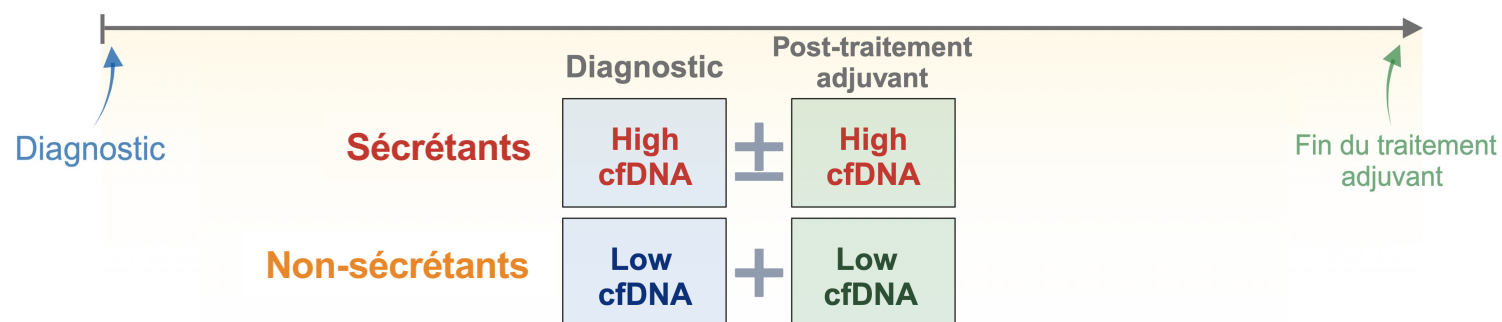 Diagnostic
Post-traitement
adjuvant
Diagnostic
Sécrétants
High
cfDNA
±
High
cfDNA
Fin du traitement
adjuvant
Non-sécrétants
Low
cfDNA
+
Low
cfDNA